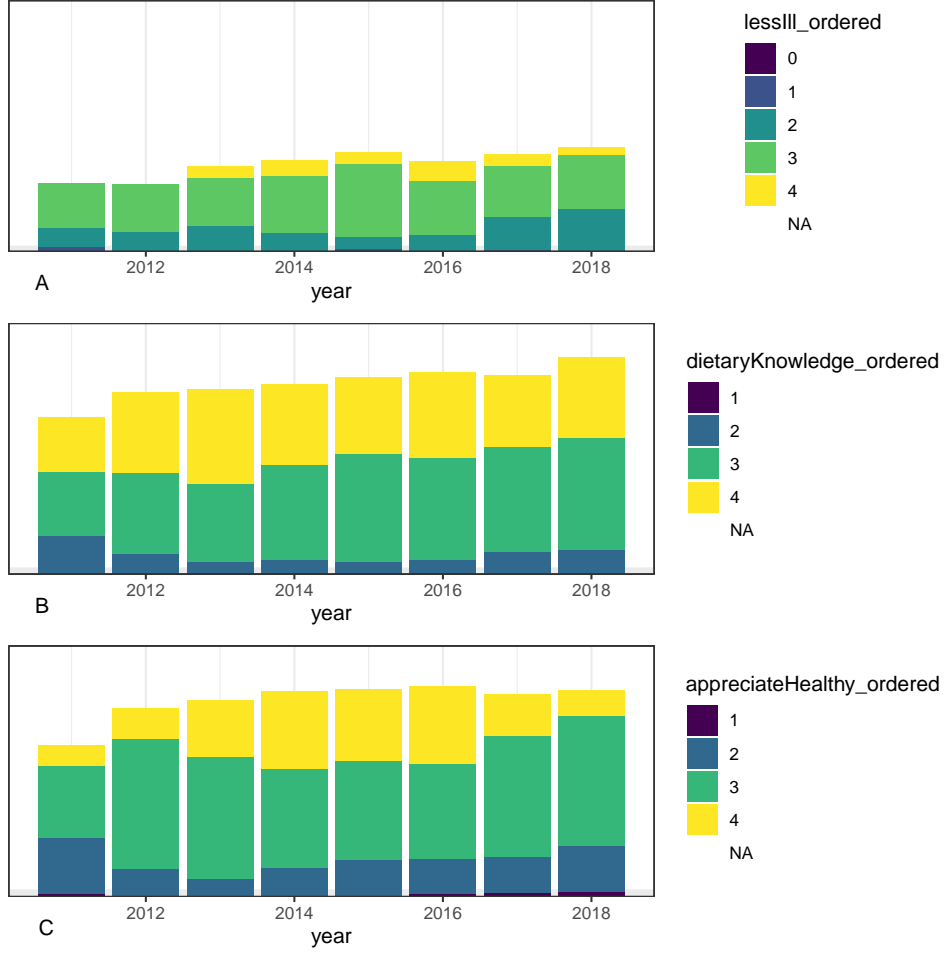 lessIll_ordered
0
1
2
3
4
NA
2012 2014 2016 2018
year
A
dietaryKnowledge_ordered
1
2
3
4
NA
2012 2014 2016 2018
year
B
appreciateHealthy_ordered
1
2
3
4
NA
2012 2014 2016 2018
year
C